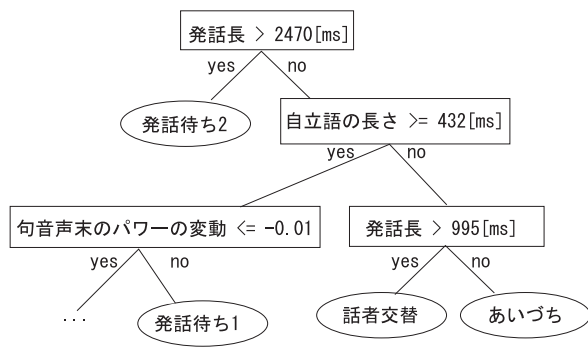 発話長 > 2470[ms]
yes no
発話待ち2
自立語の長さ >= 432[ms]
yes no
句音声末のパワーの変動 <= -0.01
発話長 > 995[ms]
yes no
yes no
...
発話待ち1
話者交替
あいづち